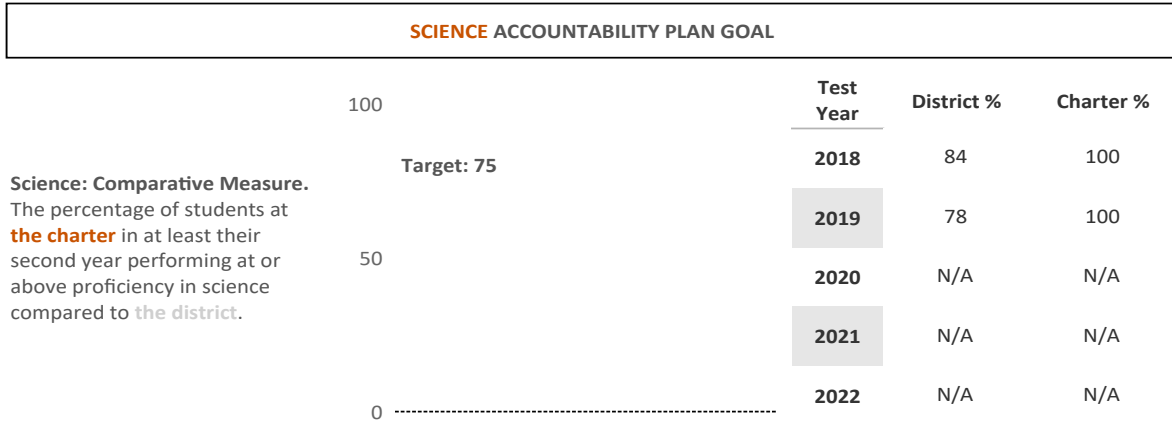 SCIENCE ACCOUNTABILITY PLAN GOAL
Science: Comparative Measure.
The percentage of students at
the charter in at least their
second year performing at or
above proficiency in science
compared to the district.
100
Target: 75
50
0
Test Year District % Charter %
2018 84 100
2019 78 100
2020 N/A N/A
2021 N/A N/A
2022 N/A N/A